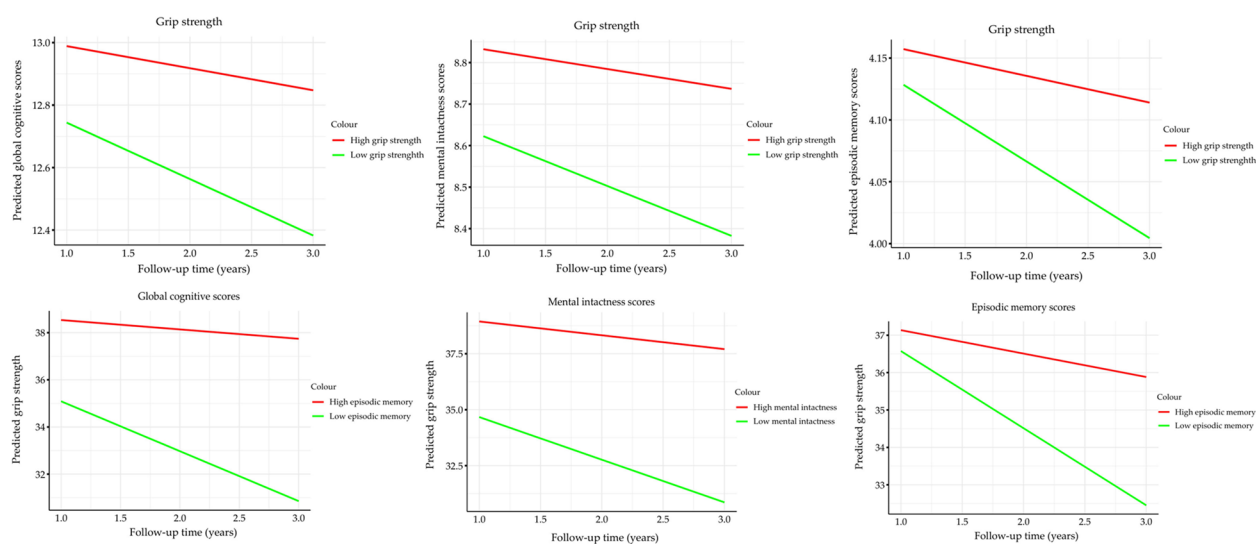 Grip strength
Predicted global cognitive scores
13.0
12.8
12.6
12.4
1.0 1.5 2.0 2.5 3.0
Follow-up time (years)
Colour
High grip strength
Low grip strenghth
Grip strength
Predicted mental intactness scores
8.8
8.7
8.6
8.5
8.4
1.0 1.5 2.0 2.5 3.0
Follow-up time (years)
Colour
High grip strength
Low grip strenghth
Grip strength
Predicted episodic memory scores
4.15
4.10
4.05
4.00
1.0 1.5 2.0 2.5 3.0
Follow-up time (years)
Colour
High grip strength
Low grip strenghth
Global cognitive scores
Predicted grip strength
38
36
34
32
1.0 1.5 2.0 2.5 3.0
Follow-up time (years)
Colour
High episodic memory
Low episodic memory
Mental intactness scores
Predicted grip strength
37.5
35.0
32.5
1.0 1.5 2.0 2.5 3.0
Follow-up time (years)
Colour
High mental intactness
Low mental intactness
Episodic memory scores
Predicted grip strength
37
36
35
34
33
1.0 1.5 2.0 2.5 3.0
Follow-up time (years)
Colour
High episodic memory
Low episodic memory